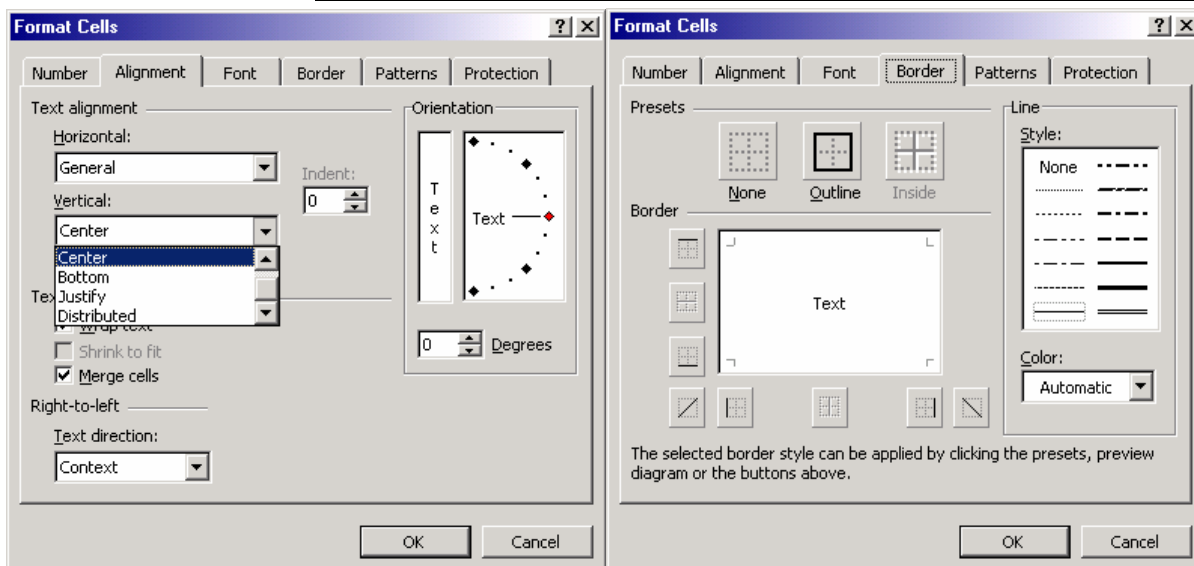 Format Cells
Number Alignment Font Border Patterns Protection
Text alignment
Horizontal:
General
Indent:
0
Vertical:
Center
Center
Bottom
Justify
Distributed
Wrap text
Shrink to fit
Merge cells
Right-to-left
Text direction:
Context
Orientation
Text
Text
0 Degrees
OK Cancel
Format Cells
Number Alignment Font Border Patterns Protection
Presets
None Outline Inside
Border
Text
Line
Style:
None
Color:
Automatic
The selected border style can be applied by clicking the presets, preview
diagram or the buttons above.
OK Cancel